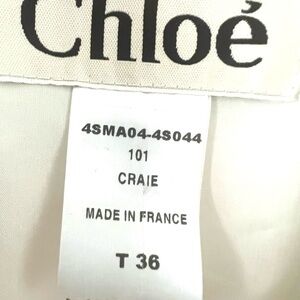 Chloé
4SMA04-4S044
101
CRAIE
MADE IN FRANCE
T 36